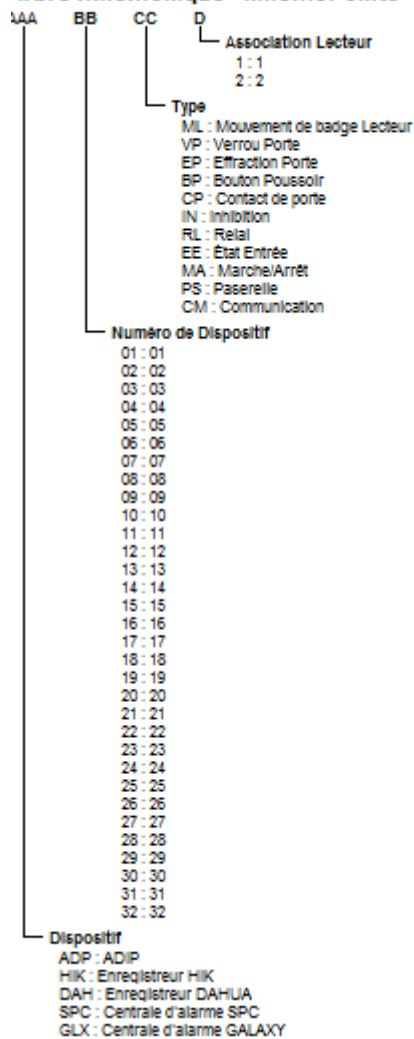 AAA BB CC D
Association Lecteur
1 : 1
2 : 2
Type
ML : Mouvement de badge Lecteur
VP : Verrou Porte
EP : Effraction Porte
BP : Bouton Poussoir
CP : Contact de porte
IN : Inhibition
RL : Relai
EE : État Entrée
MA : Marche/Arrêt
PS : Paserelle
CM : Communication
Numéro de Dispositif
01 : 01
02 : 02
03 : 03
04 : 04
05 : 05
06 : 06
07 : 07
08 : 08
09 : 09
10 : 10
11 : 11
12 : 12
13 : 13
14 : 14
15 : 15
16 : 16
17 : 17
18 : 18
19 : 19
20 : 20
21 : 21
22 : 22
23 : 23
24 : 24
25 : 25
26 : 26
27 : 27
28 : 28
29 : 29
30 : 30
31 : 31
32 : 32
Dispositif
ADP : ADIP
HIK : Enregistreur HIK
DAH : Enregistreur DAHUA
SPC : Centrale d'alarme SPC
GLX : Centrale d'alarme GALAXY